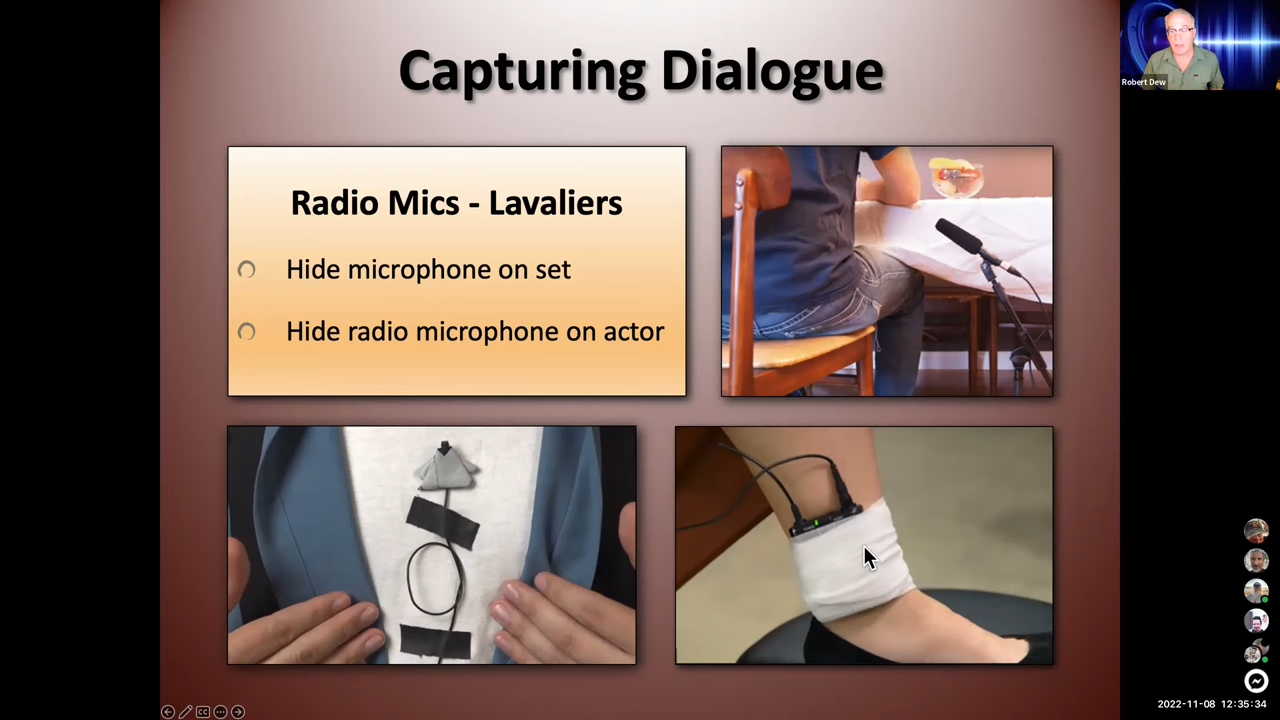 Capturing Dialogue
Robert Dew
Radio Mics - Lavaliers
Hide microphone on set
Hide radio microphone on actor
CC
2022-11-08 12:35:34